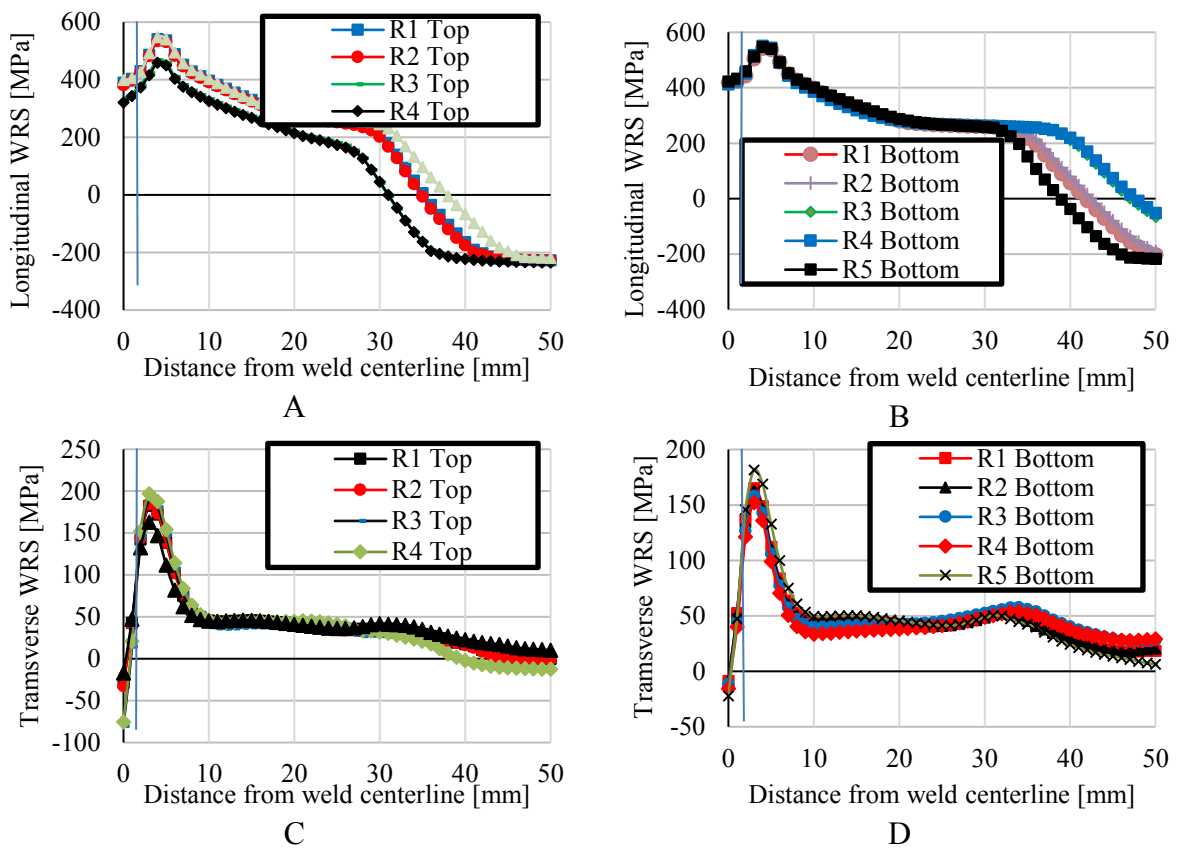 Longitudinal WRS [MPa]
600
400
200
0
-200
-400
R1 Top
R2 Top
R3 Top
R4 Top
0 10 20 30 40 50
Distance from weld centerline [mm]
A
Longitudinal WRS [MPa]
600
400
200
0
-200
-400
R1 Bottom
R2 Bottom
R3 Bottom
R4 Bottom
R5 Bottom
0 10 20 30 40 50
Distance from weld centerline [mm]
B
Tramsverse WRS [MPa]
250
200
150
100
50
0
-50
-100
R1 Top
R2 Top
R3 Top
R4 Top
0 10 20 30 40 50
Distance from weld centerline [mm]
C
Tramsverse WRS [MPa]
200
150
100
50
0
-50
R1 Bottom
R2 Bottom
R3 Bottom
R4 Bottom
R5 Bottom
0 10 20 30 40 50
Distance from weld centerline [mm]
D